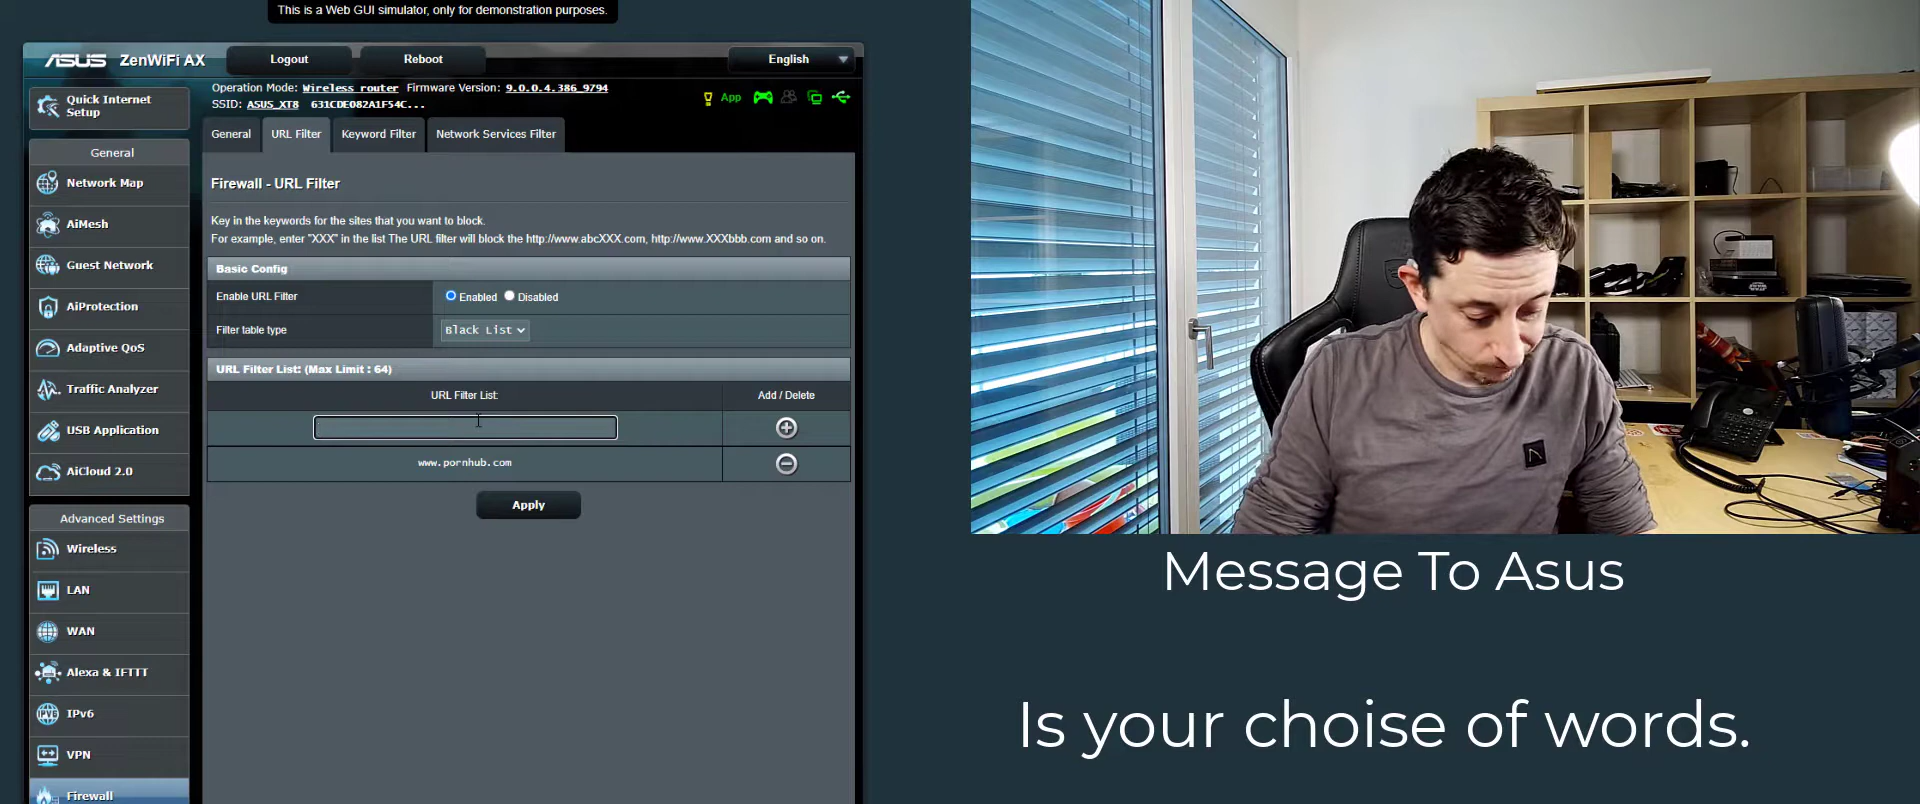 This is a Web GUI simulator, only for demonstration purposes.
ASUS ZenWiFi AX
Logout
Reboot
English
Quick Internet
Setup
Operation Mode: Wireless router Firmware Version: 9.0.0.4.386_9794
SSID: ASUS_XT8 631CDE082A1F54C...
App
General
URL Filter
Keyword Filter
Network Services Filter
General
Network Map
AiMesh
Guest Network
AiProtection
Adaptive QoS
Traffic Analyzer
USB Application
AiCloud 2.0
Advanced Settings
Wireless
LAN
WAN
Alexa & IFTTT
IPv6
VPN
Firewall
Firewall - URL Filter
Key in the keywords for the sites that you want to block.
For example, enter "XXX" in the list The URL filter will block the http://www.abcXXX.com, http://www.XXXbbb.com and so on.
Basic Config
Enable URL Filter
Enabled
Disabled
Filter table type
Black List
URL Filter List: (Max Limit : 64)
URL Filter List
Add / Delete
www.pornhub.com
Apply
Message To Asus
Is your choise of words.